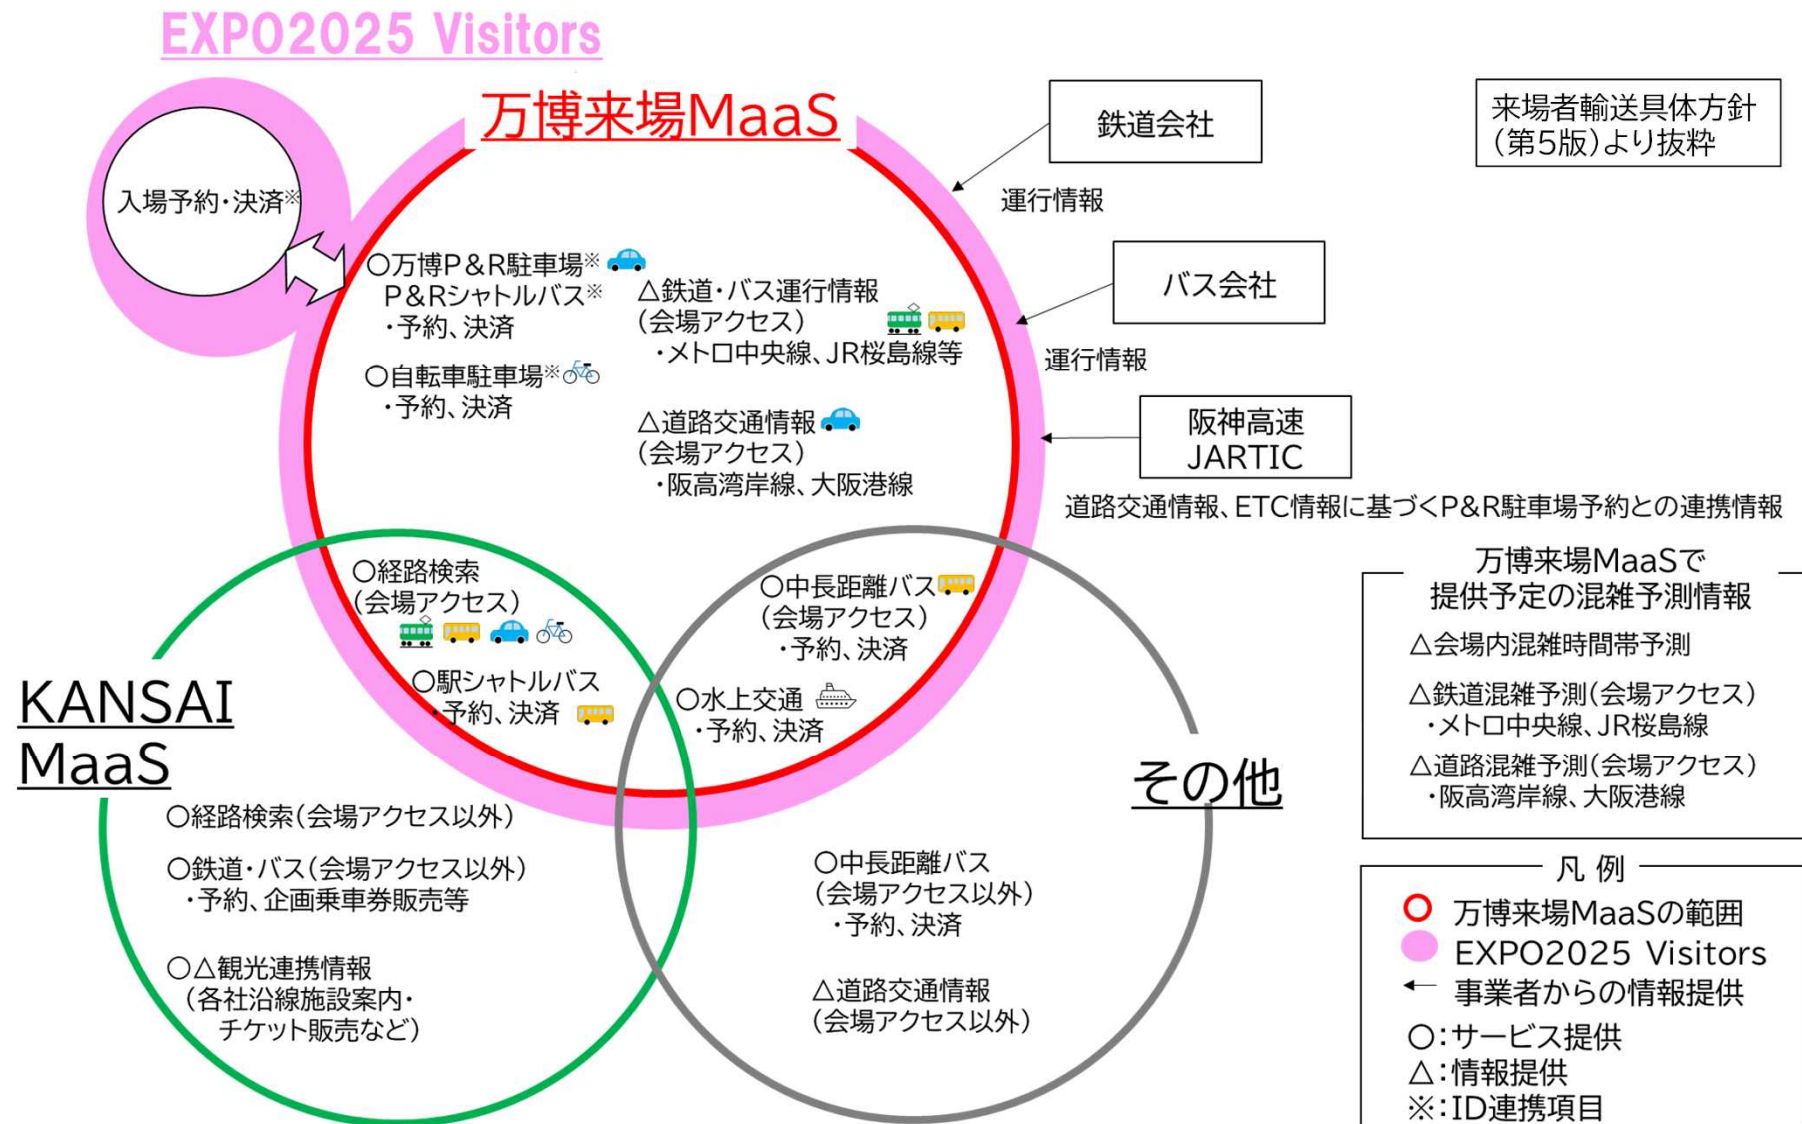 EXPO2025 Visitors
万博来場MaaS
入場予約・決済※
○万博P&R駐車場※
P&Rシャトルバス※
・予約、決済
○自転車駐車場※
・予約、決済
△鉄道・バス運行情報
(会場アクセス)
・メトロ中央線、JR桜島線等
△道路交通情報
(会場アクセス)
・阪高湾岸線、大阪港線
鉄道会社
運行情報
バス会社
運行情報
阪神高速
JARTIC
道路交通情報、ETC情報に基づくP&R駐車場予約との連携情報
来場者輸送具体方針
(第5版)より抜粋
○経路検索
(会場アクセス)
○駅シャトルバス
・予約、決済
○中長距離バス
(会場アクセス)
・予約、決済
○水上交通
・予約、決済
KANSAI
MaaS
○経路検索(会場アクセス以外)
○鉄道・バス(会場アクセス以外)
・予約、企画乗車券販売等
○△観光連携情報
(各社沿線施設案内・
チケット販売など)
その他
○中長距離バス
(会場アクセス以外)
・予約、決済
△道路交通情報
(会場アクセス以外)
万博来場MaaSで
提供予定の混雑予測情報
△会場内混雑時間帯予測
△鉄道混雑予測(会場アクセス)
・メトロ中央線、JR桜島線
△道路混雑予測(会場アクセス)
・阪高湾岸線、大阪港線
凡 例
万博来場MaaSの範囲
EXPO2025 Visitors
事業者からの情報提供
○:サービス提供
△:情報提供
※:ID連携項目